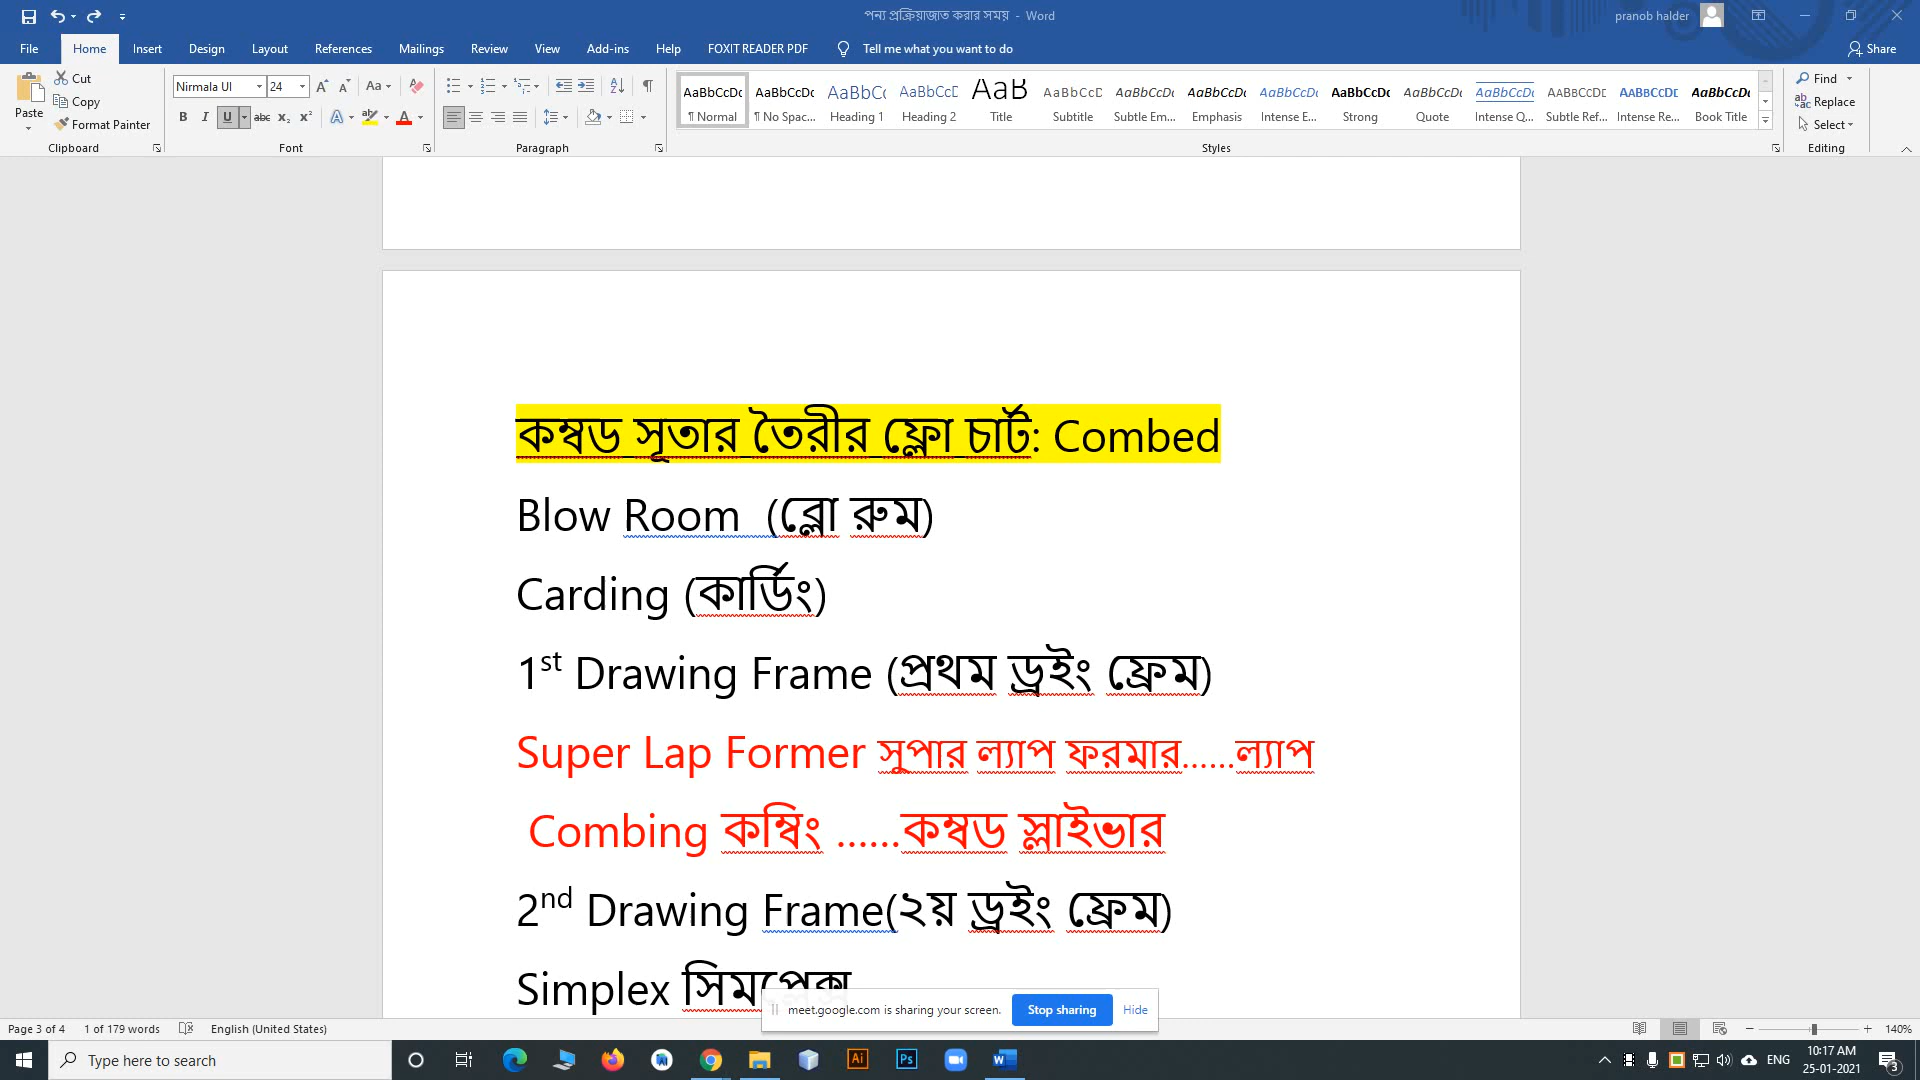 পন্য প্রক্রিয়াজাত করার সময় - Word
pranob halder
File Home Insert Design Layout References Mailings Review View Add-ins Help FOXIT READER PDF Tell me what you want to do Share
Paste
Cut
Copy
Format Painter
Clipboard
Nirmala UI 24
Font
Paragraph
AaBbCcDc AaBbCcDc AaBbCc AaBbCcD AaB AaBbCcD AaBbCcDc AaBbCcDc AaBbCcDc AaBbCcDc AaBbCcDc AaBbCcDc AABBCCDD AABBCCDD AaBbCcDc
¶ Normal ¶ No Spac... Heading 1 Heading 2 Title Subtitle Subtle Em... Emphasis Intense E... Strong Quote Intense Q... Subtle Ref... Intense Re... Book Title
Styles
Find
Replace
Select
Editing
কম্বড সূতার তৈরীর ফ্লো চার্ট: Combed
Blow Room (ব্লো রুম)
Carding (কার্ডিং)
1st Drawing Frame (প্রথম ড্রইং ফ্রেম)
Super Lap Former সুপার ল্যাপ ফরমার......ল্যাপ
Combing কম্বিং ......কম্বড স্লাইভার
2nd Drawing Frame(২য় ড্রইং ফ্রেম)
Simplex সিমপ্লেক্স
meet.google.com is sharing your screen. Stop sharing Hide
Page 3 of 4 1 of 179 words English (United States) 140%
Type here to search
ENG
10:17 AM
25-01-2021
3